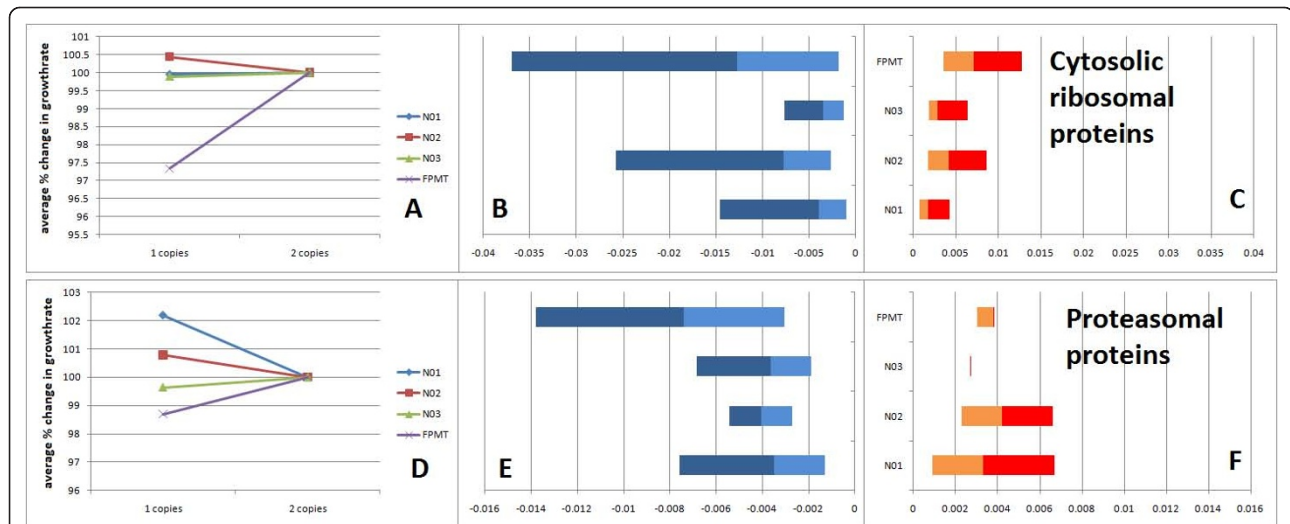 101
100.5
100
99.5
99
98.5
98
97.5
97
96.5
96
95.5
average % change in growthrate
1 copies 2 copies
N01
N02
N03
FPMT
A
B
-0.04 -0.035 -0.03 -0.025 -0.02 -0.015 -0.01 -0.005 0
FPMT
N03
N02
N01
Cytosolic
ribosomal
proteins
C
0 0.005 0.01 0.015 0.02 0.025 0.03 0.035 0.04
103
102
101
100
99
98
97
96
average % change in growthrate
1 copies 2 copies
N01
N02
N03
FPMT
D
E
-0.016 -0.014 -0.012 -0.01 -0.008 -0.006 -0.004 -0.002 0
FPMT
N03
N02
N01
Proteasomal
proteins
F
0 0.002 0.004 0.006 0.008 0.01 0.012 0.014 0.016